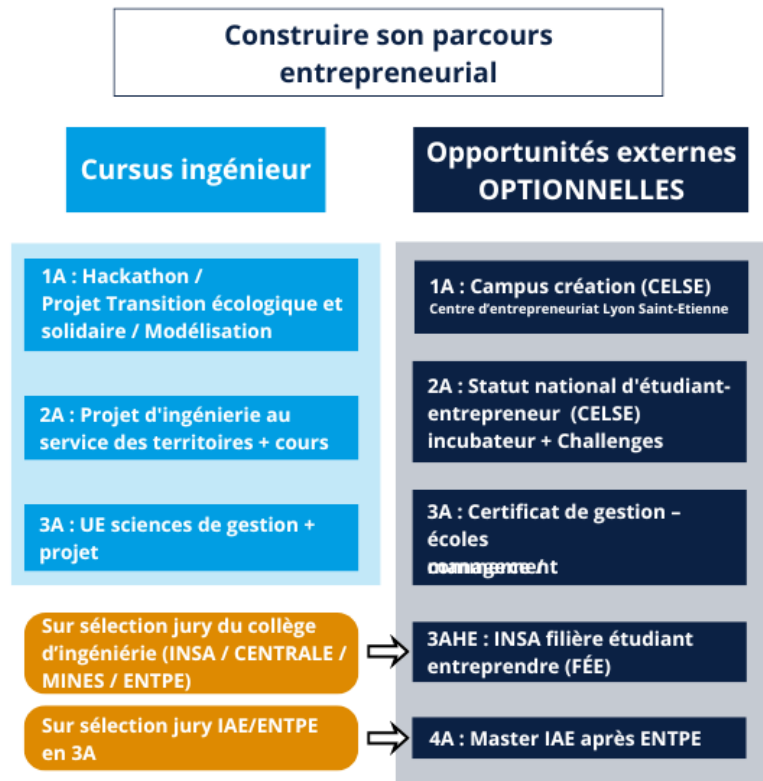 Construire son parcours
entrepreneurial
Cursus ingénieur
Opportunités externes
OPTIONNELLES
1A : Hackathon /
Projet Transition écologique et
solidaire / Modélisation
2A : Projet d'ingénierie au
service des territoires + cours
3A : UE sciences de gestion +
projet
Sur sélection jury du collège
d'ingéniérie (INSA / CENTRALE /
MINES / ENTPE)
Sur sélection jury IAE/ENTPE
en 3A
1A : Campus création (CELSE)
Centre d'entrepreneuriat Lyon Saint-Etienne
2A : Statut national d'étudiant-
entrepreneur (CELSE)
incubateur + Challenges
3A : Certificat de gestion –
écoles
3AHE : INSA filière étudiant
entreprendre (FÉE)
4A : Master IAE après ENTPE